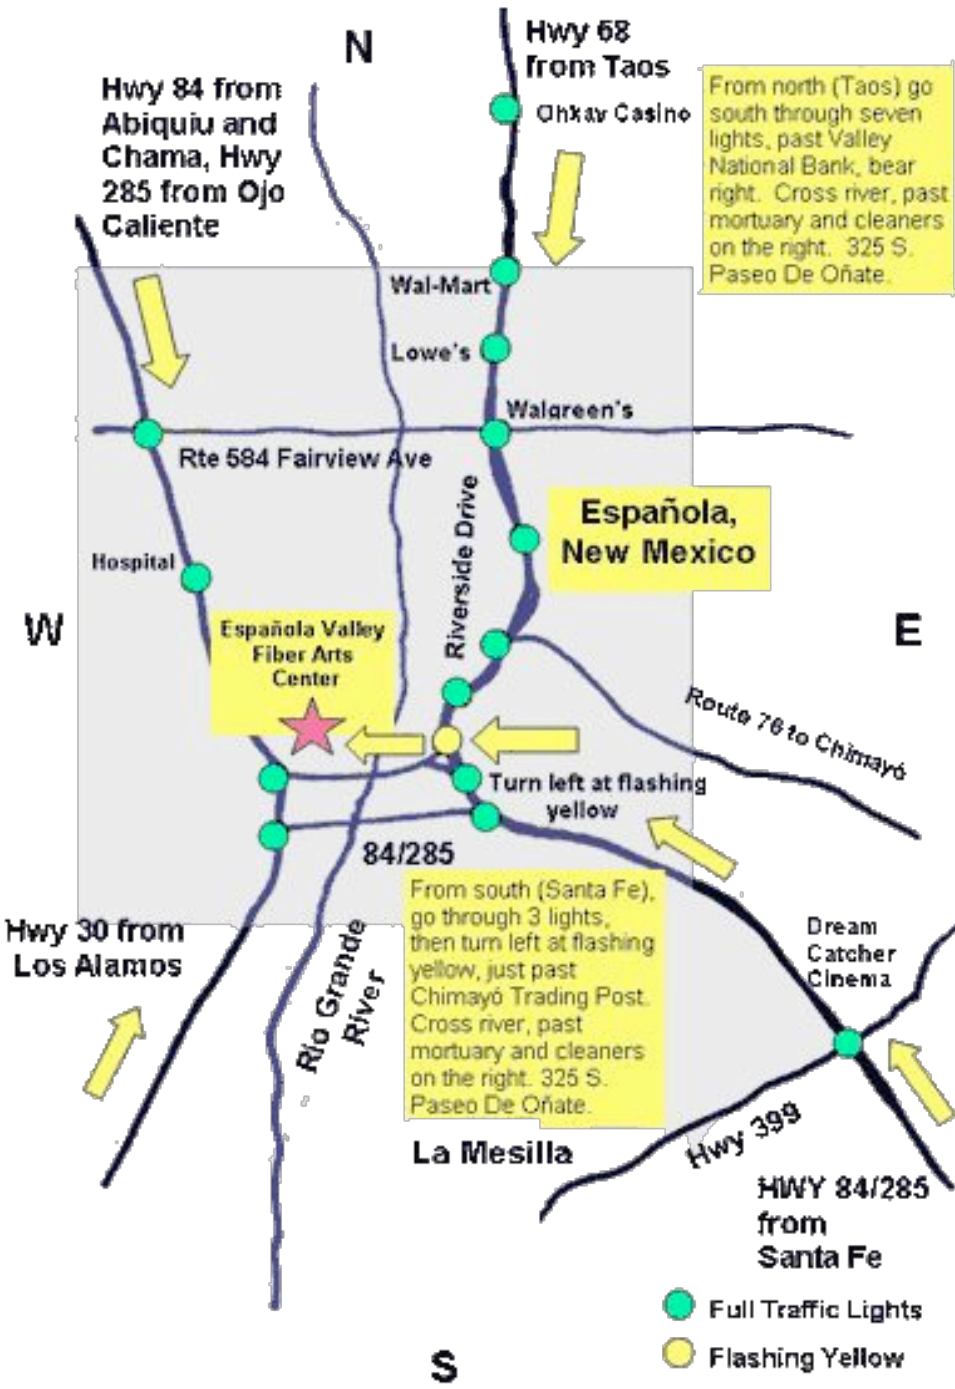 N
Hwy 68
from Taos
Hwy 84 from
Abiquiu and
Chama, Hwy
285 from Ojo
Caliente
Ohkay Casino
From north (Taos) go
south through seven
lights, past Valley
National Bank, bear
right. Cross river, past
mortuary and cleaners
on the right. 325 S.
Paseo De Oñate.
Wal-Mart
Lowe's
Walgreen's
Rte 584 Fairview Ave
Riverside Drive
Española,
New Mexico
Hospital
W
E
Española Valley
Fiber Arts
Center
Route 76 to Chimayó
Turn left at flashing
yellow
84/285
From south (Santa Fe),
go through 3 lights,
then turn left at flashing
yellow, just past
Chimayó Trading Post.
Cross river, past
mortuary and cleaners
on the right. 325 S.
Paseo De Oñate.
Hwy 30 from
Los Alamos
Rio Grande
River
Dream
Catcher
Cinema
La Mesilla
Hwy 399
HWY 84/285
from
Santa Fe
Full Traffic Lights
Flashing Yellow
S